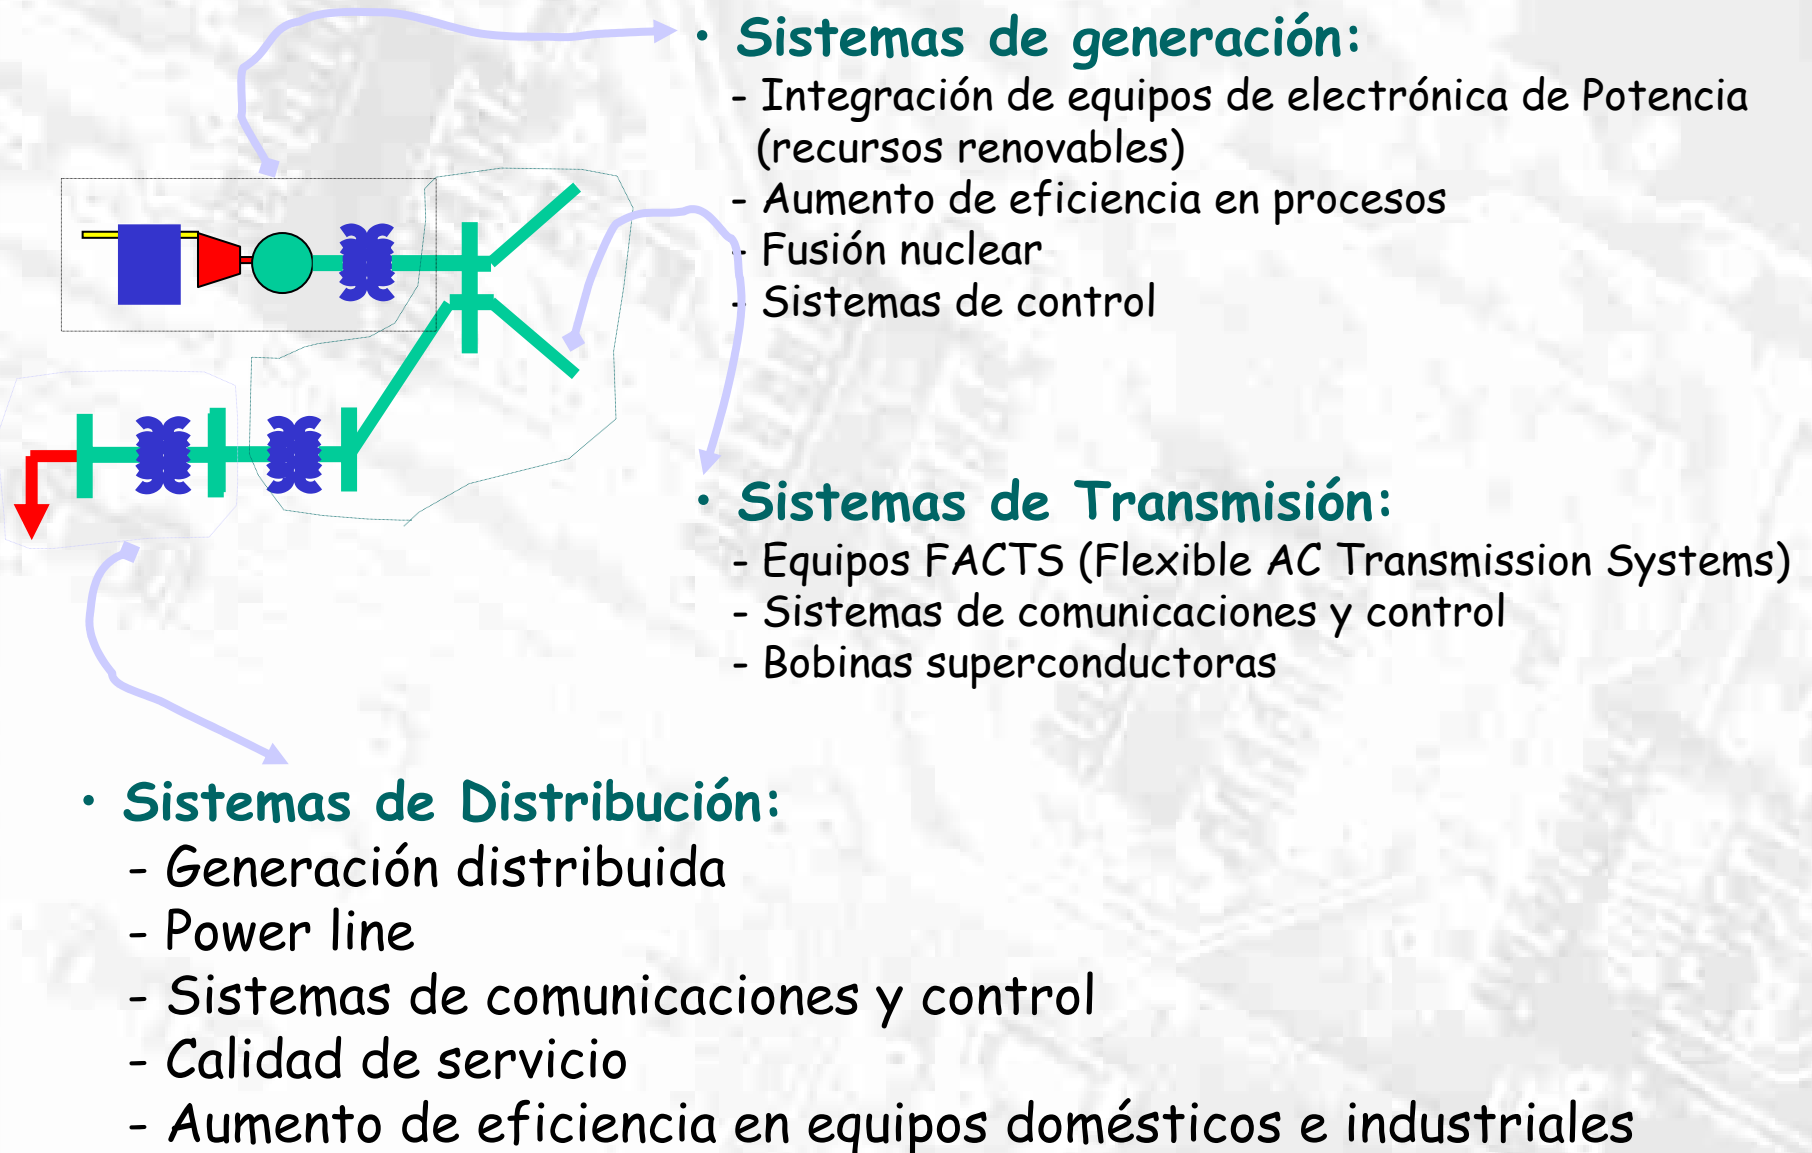 • Sistemas de generación:
- Integración de equipos de electrónica de Potencia
(recursos renovables)
- Aumento de eficiencia en procesos
- Fusión nuclear
- Sistemas de control
• Sistemas de Transmisión:
- Equipos FACTS (Flexible AC Transmission Systems)
- Sistemas de comunicaciones y control
- Bobinas superconductoras
• Sistemas de Distribución:
- Generación distribuida
- Power line
- Sistemas de comunicaciones y control
- Calidad de servicio
- Aumento de eficiencia en equipos domésticos e industriales